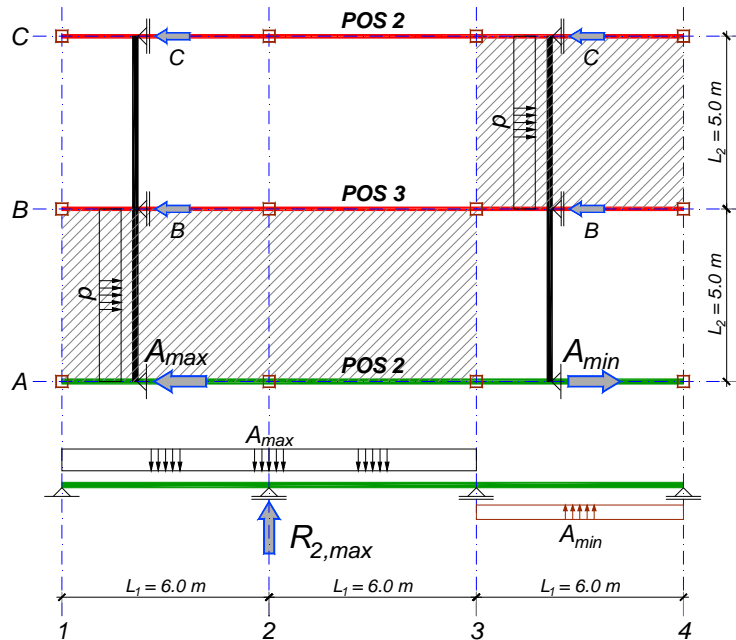 C
POS 2
C
C
p
L2 = 5.0 m
B
POS 3
B
B
p
L2 = 5.0 m
Amax
Amin
A
POS 2
Amax
Amin
R2,max
L1 = 6.0 m
L1 = 6.0 m
L1 = 6.0 m
1
2
3
4